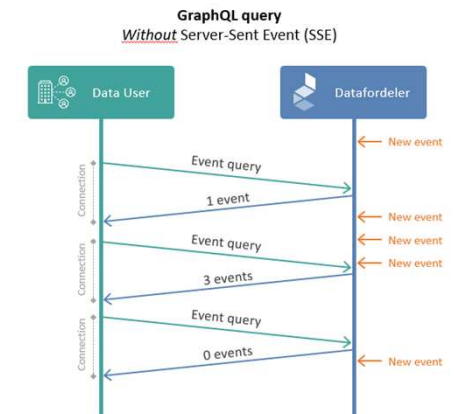 GraphQL query
Without Server-Sent Event (SSE)
Data User
Datafordeler
New event
Event query
Connection
1 event
New event
New event
Event query
Connection
New event
3 events
Event query
Connection
0 events
New event